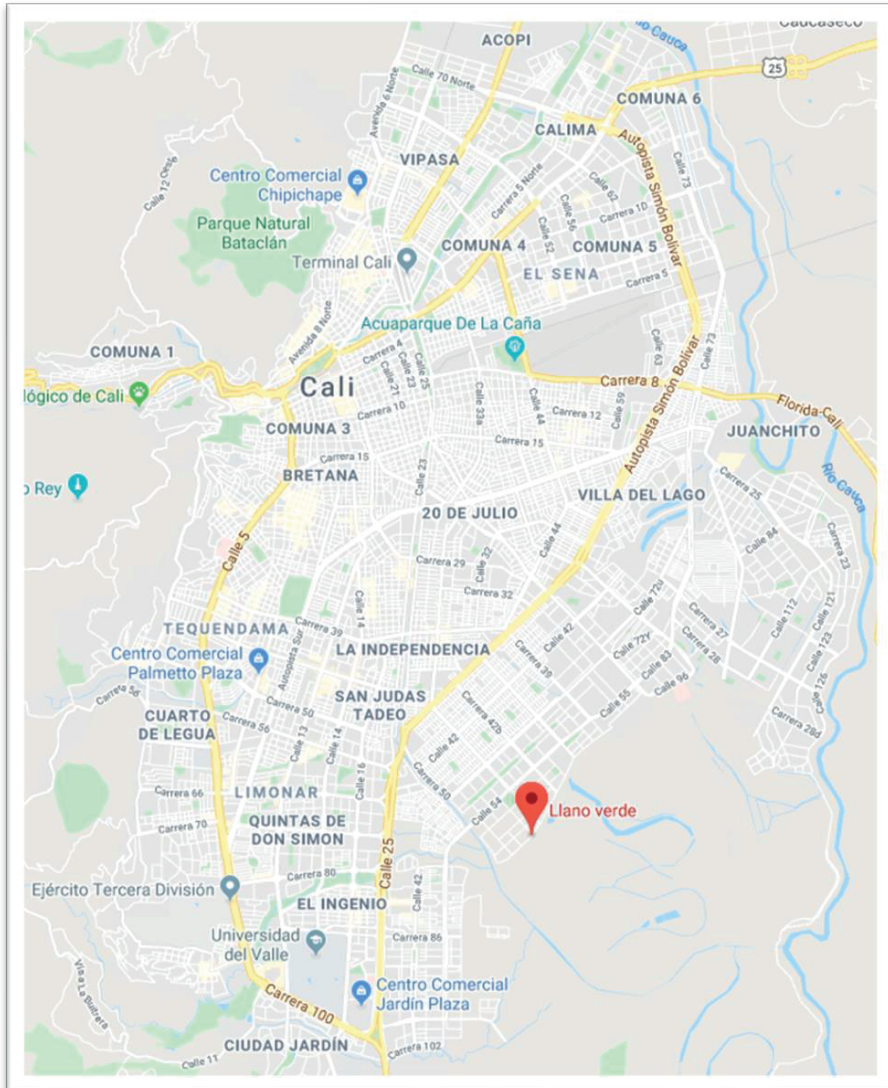 Caucaseco
Río Cauca
ACOPI
25
Calle 70 Norte
Avenida 6 Norte
COMUNA 6
CALIMA
Autopista Simón Bolívar
VIPASA
Calle 12 Oeste
Centro Comercial
Chipichape
Carrera 5 Norte
Calle 62
Calle 73
Carrera 1D
Calle 56
Parque Natural
Bataclán
Calle 52
COMUNA 4
COMUNA 5
Terminal Cali
EL SENA
Carrera 5
Avenida 8 Norte
Acuaparque De La Caña
COMUNA 1
Carrera 4
Calle 63
Calle 73
Calle 25
Calle 23
Calle 21
lógico de Cali
Cali
Carrera 8
Florida-Cali
Carrera 10
Calle 33a
Calle 44
Carrera 12
Calle 59
Autopista Simón Bolívar
COMUNA 3
JUANCHITO
Carrera 15
Carrera 15
Calle 23
BRETANA
Río Cauca
o Rey
VILLA DEL LAGO
Carrera 25
20 DE JULIO
Calle 44
Calle 84
Carrera 23
Calle 5
Calle 32
Carrera 29
Carrera 32
Calle 14
Calle 72u
Calle 112
Calle 121
TEQUENDAMA
Carrera 39
Calle 42
Calle 72Y
Carrera 27
Carrera 28
Calle 123
LA INDEPENDENCIA
Autopista Sur
Centro Comercial
Palmetto Plaza
Carrera 39
Calle 83
Calle 96
Calle 55
Calle 126
SAN JUDAS
TADEO
Carrera 50
CUARTO
DE LEGUA
Carrera 56
Calle 13
Calle 14
Calle 42
Carrera 42b
Carrera 28d
Calle 16
Carrera 50
Carrera 66
LIMONAR
Calle 54
Llano verde
Carrera 70
QUINTAS DE
DON SIMON
Calle 25
Ejército Tercera División
Carrera 80
Calle 42
EL INGENIO
Universidad
del Valle
Carrera 86
Vía a La Buitrera
Centro Comercial
Jardín Plaza
Carrera 100
CIUDAD JARDÍN
Carrera 102
Calle 11